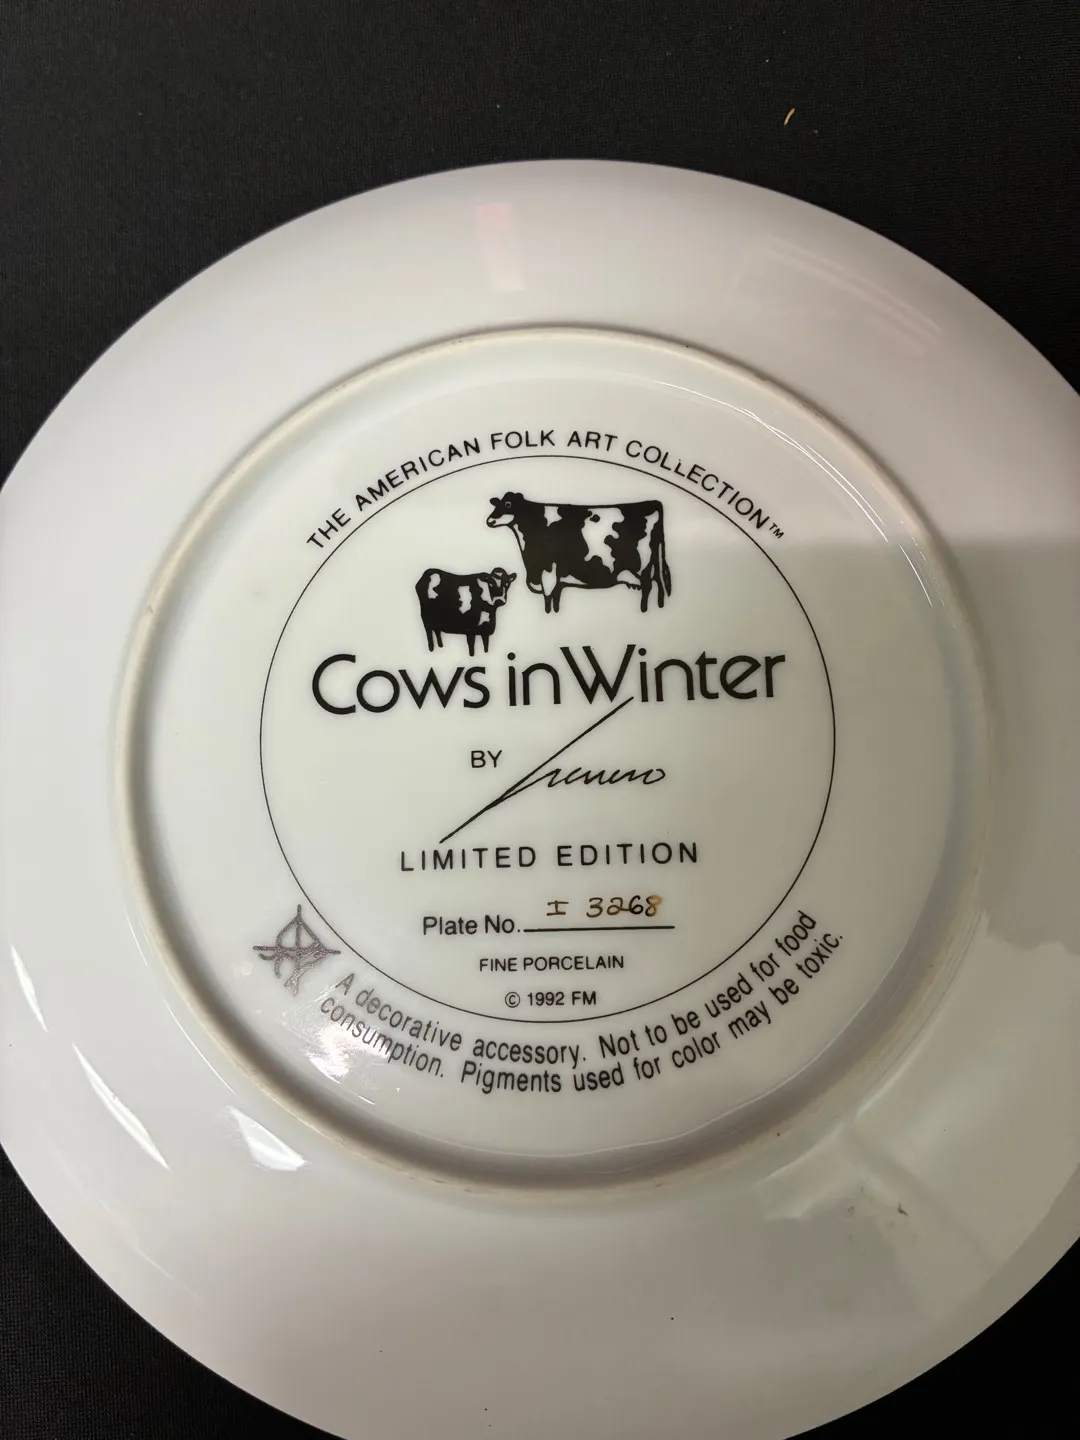 THE AMERICAN FOLK ART COLLECTION™
Cows in Winter
BY
LIMITED EDITION
Plate No. I 3268
FINE PORCELAIN
© 1992 FM
A decorative accessory. Not to be used for food
consumption. Pigments used for color may be toxic.